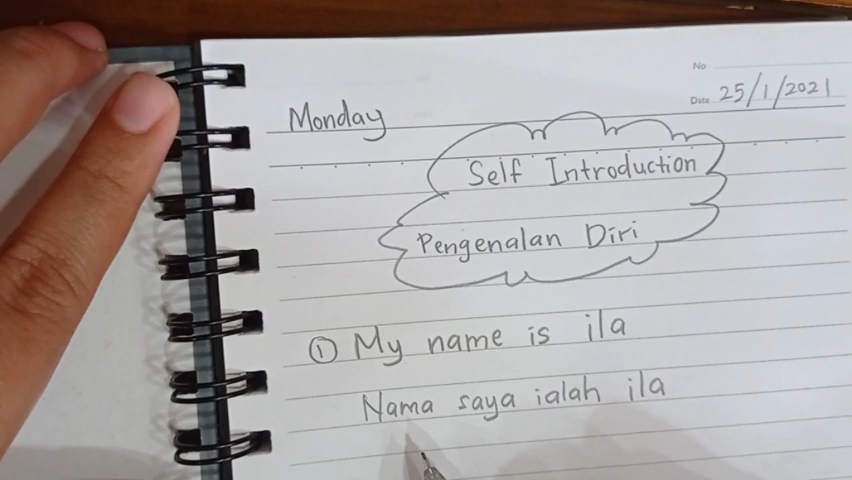 No
Date 25/1/2021
Monday
Self Introduction
Pengenalan Diri
① My name is ila
Nama saya ialah ila